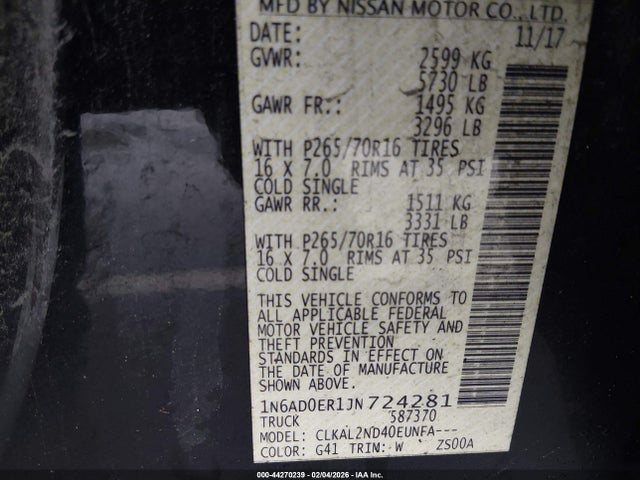 MFD BY NISSAN MOTOR CO.,LTD.
DATE: 11/17
GVWR: 2599 KG
5730 LB
GAWR FR:: 1495 KG
3296 LB
WITH P265/70R16 TIRES
16 X 7.0 RIMS AT 35 PSI
COLD SINGLE
GAWR RR.: 1511 KG
3331 LB
WITH P265/70R16 TIRES
16 X 7.0 RIMS AT 35 PSI
COLD SINGLE
THIS VEHICLE CONFORMS TO
ALL APPLICABLE FEDERAL
MOTOR VEHICLE SAFETY AND
THEFT PREVENTION
STANDARDS IN EFFECT ON
THE DATE OF MANUFACTURE
SHOWN ABOVE.
1N6AD0ER1JN724281
TRUCK 587370
MODEL: CLKAL2ND40EUNFA---
COLOR: G41 TRIM: W ZS00A
000-44270239 - 02/04/2026 - IAA Inc.